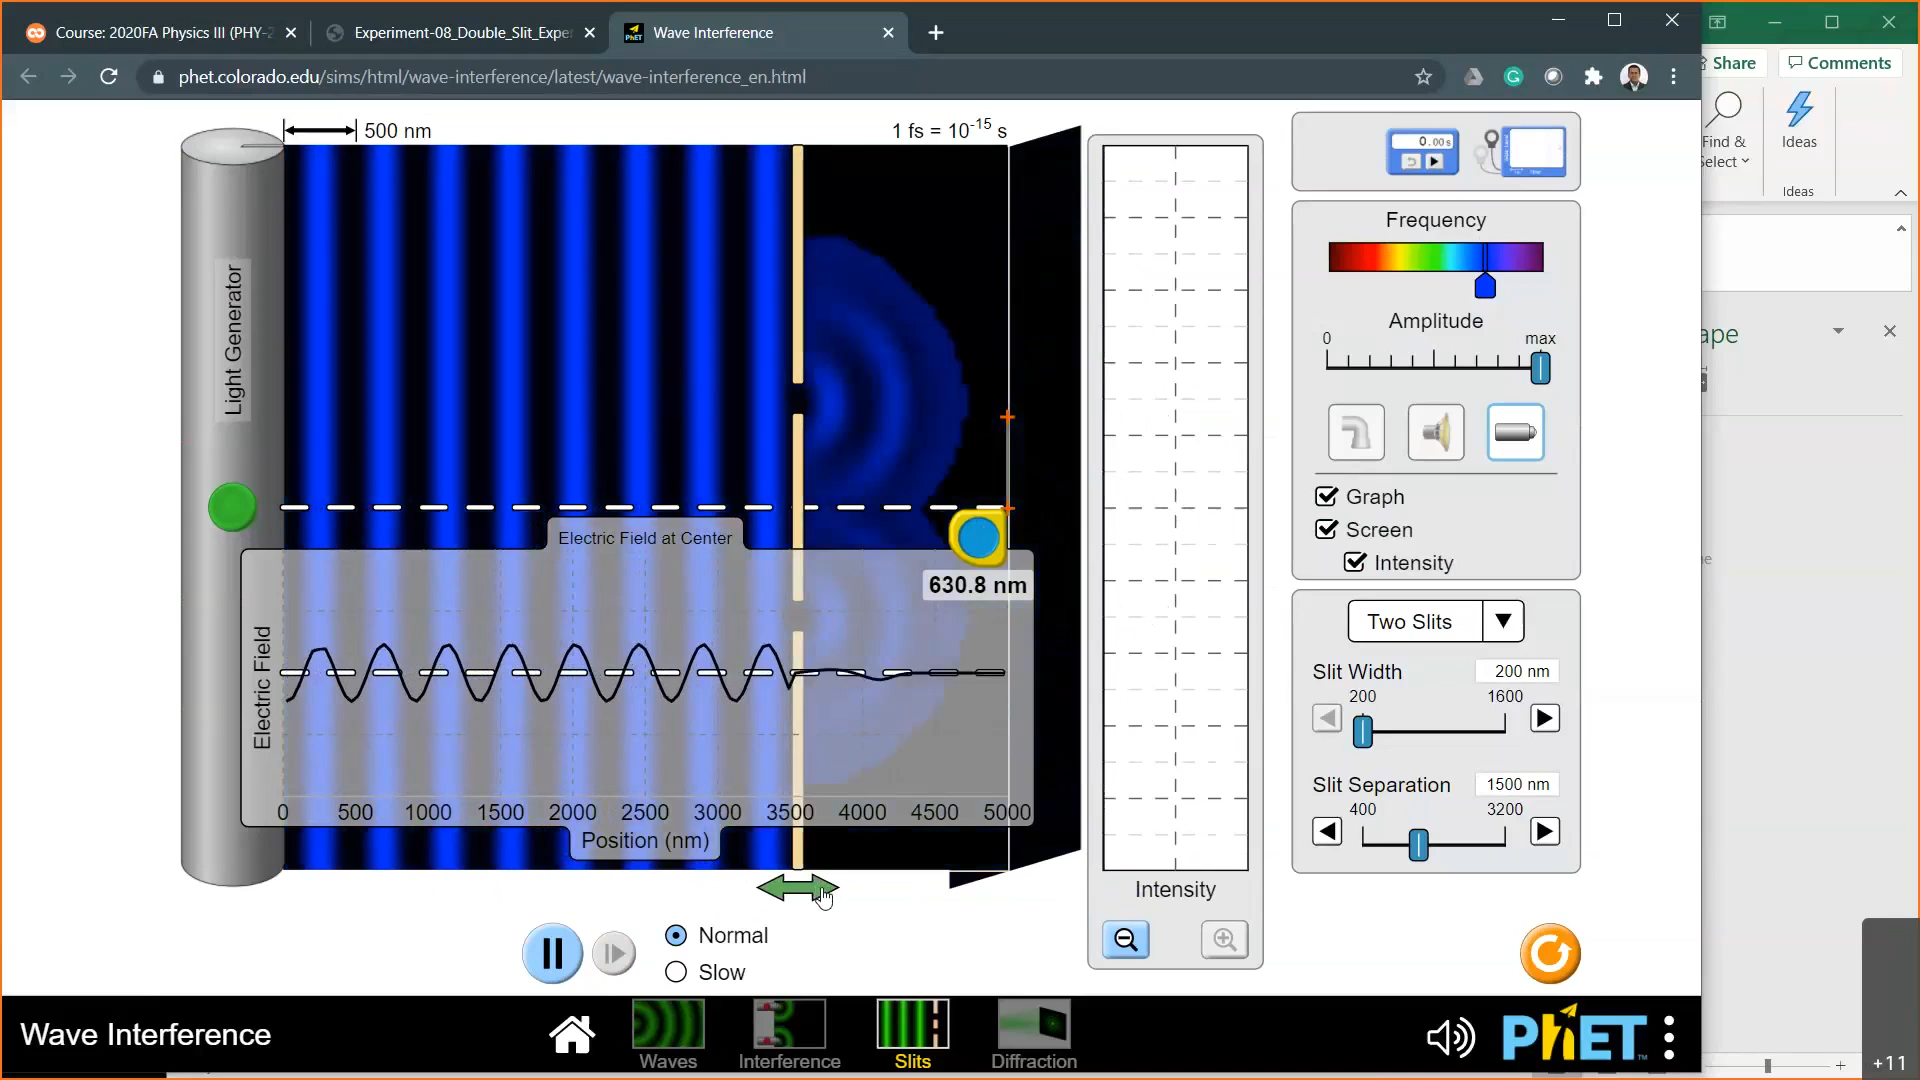 Course: 2020FA Physics III (PHY-2
Experiment-08_Double_Slit_Expe
Wave Interference
phet.colorado.edu/sims/html/wave-interference/latest/wave-interference_en.html
Share
Comments
Find &
Select
Ideas
Ideas
500 nm
1 fs = 10⁻¹⁵ s
Light Generator
Electric Field at Center
630.8 nm
Electric Field
0 500 1000 1500 2000 2500 3000 3500 4000 4500 5000
Position (nm)
Normal
Slow
Intensity
0.00 s
Frequency
Amplitude
0 max
Graph
Screen
Intensity
Two Slits
Slit Width 200 nm
200 1600
Slit Separation 1500 nm
400 3200
ape
ne
Wave Interference
Waves
Interference
Slits
Diffraction
PhET
+11